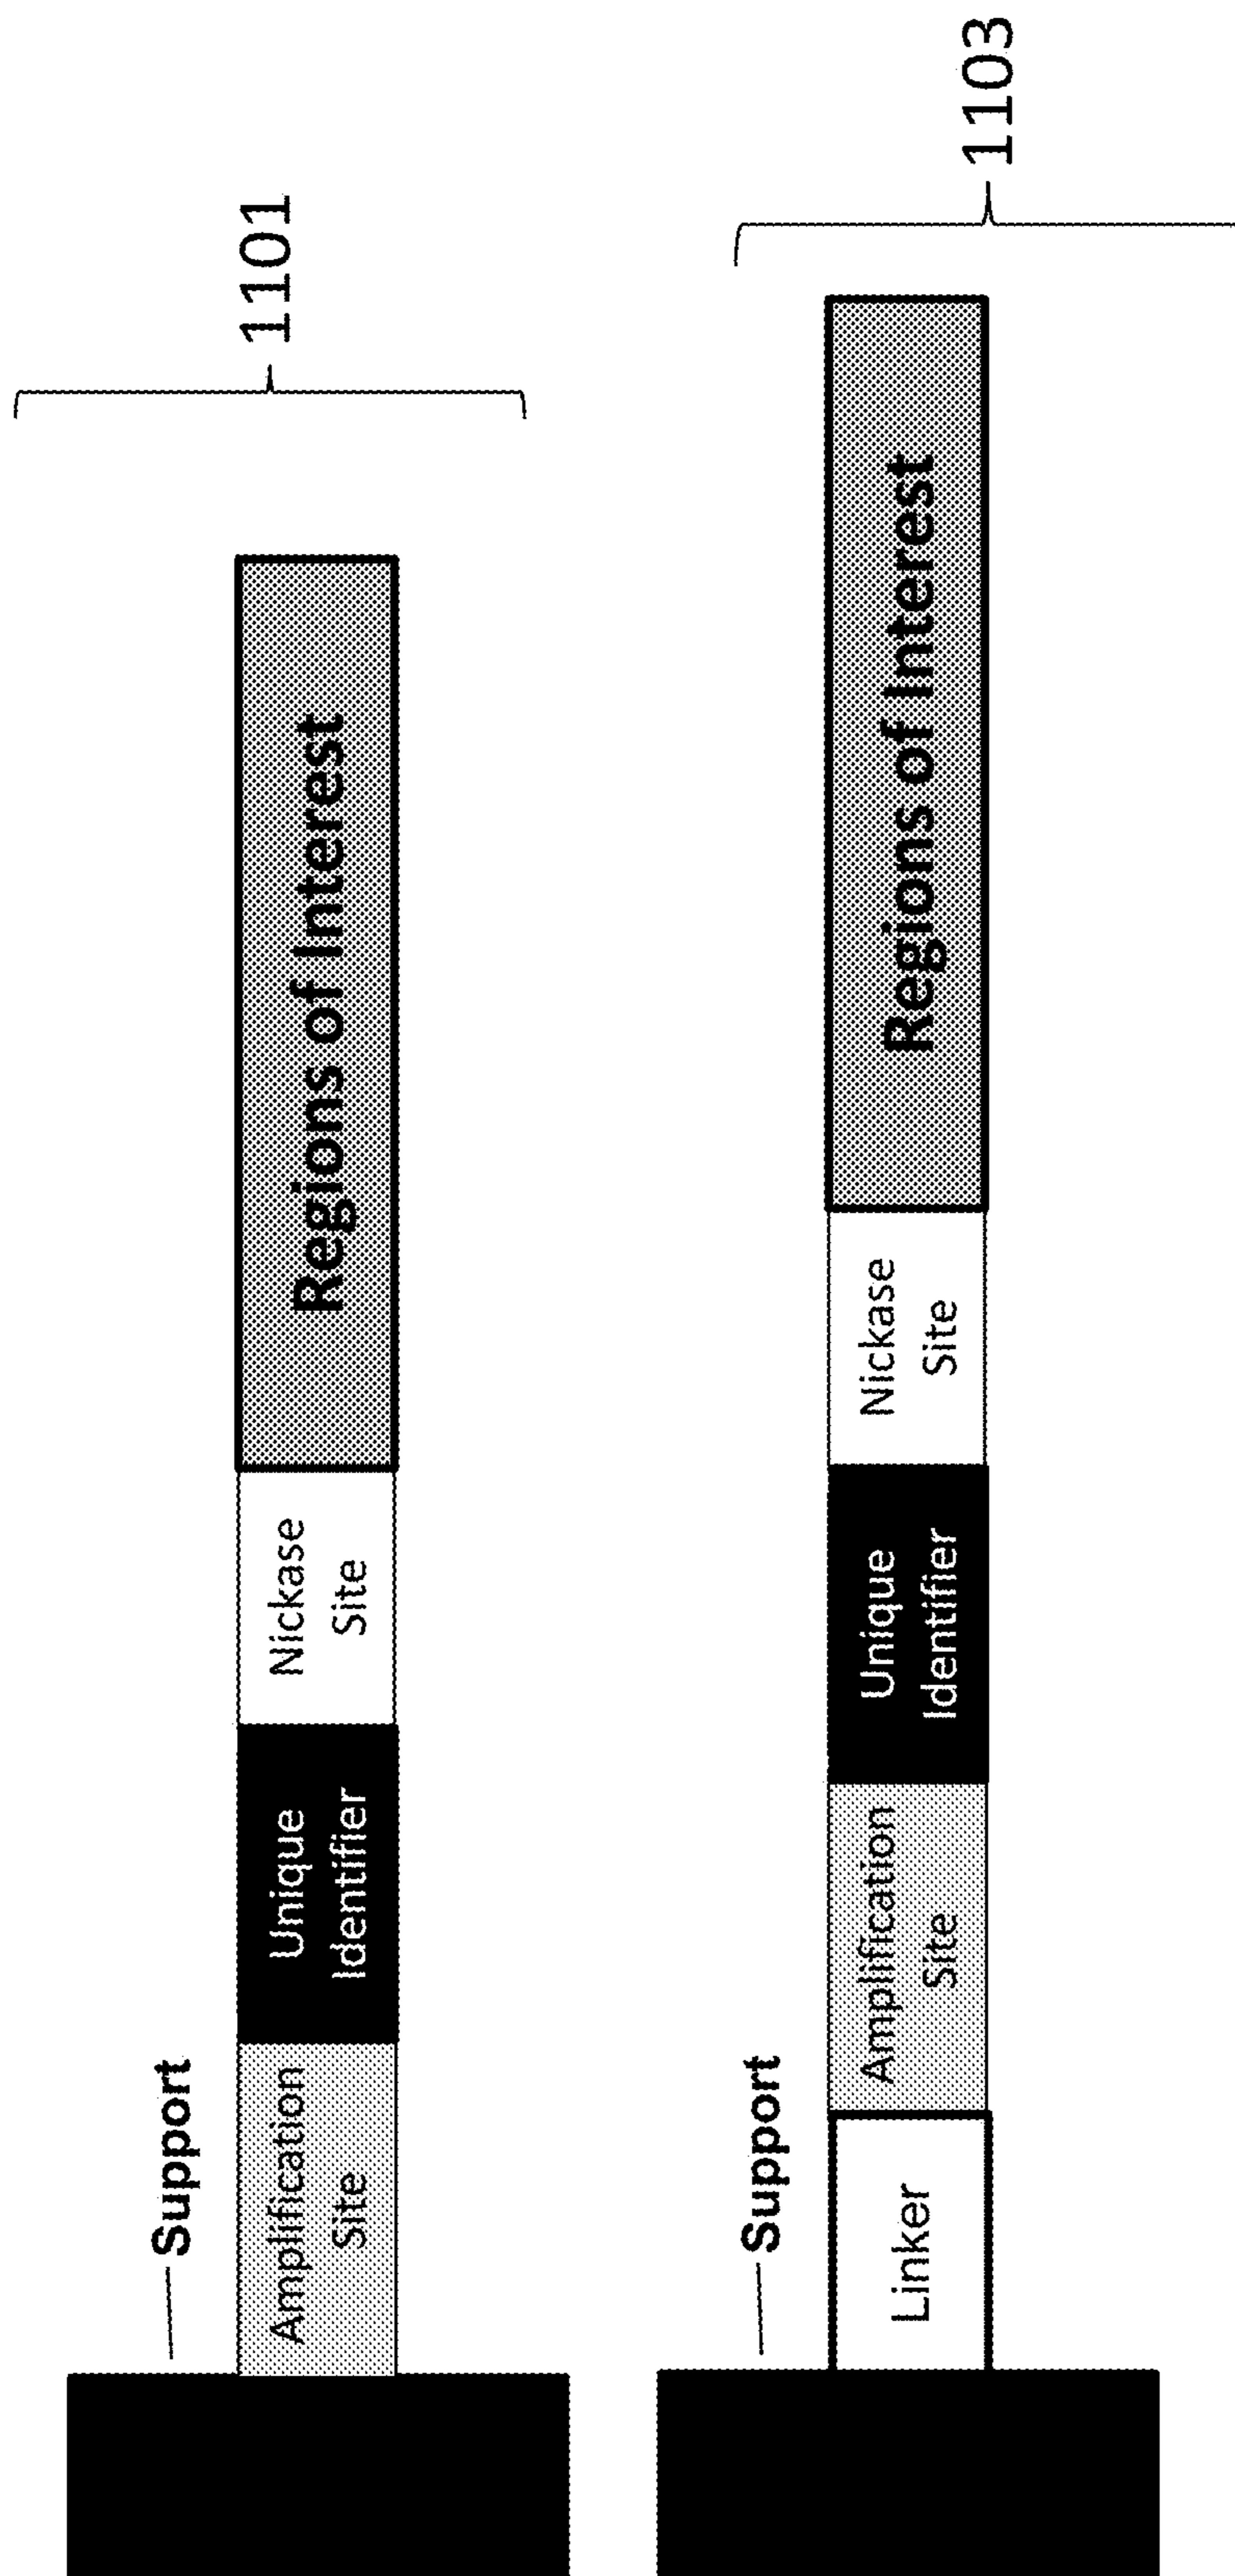 Support
Amplification
Site
Unique
Identifier
Nickase
Site
Regions of Interest
1101
Support
Linker
Amplification
Site
Unique
Identifier
Nickase
Site
Regions of Interest
1103